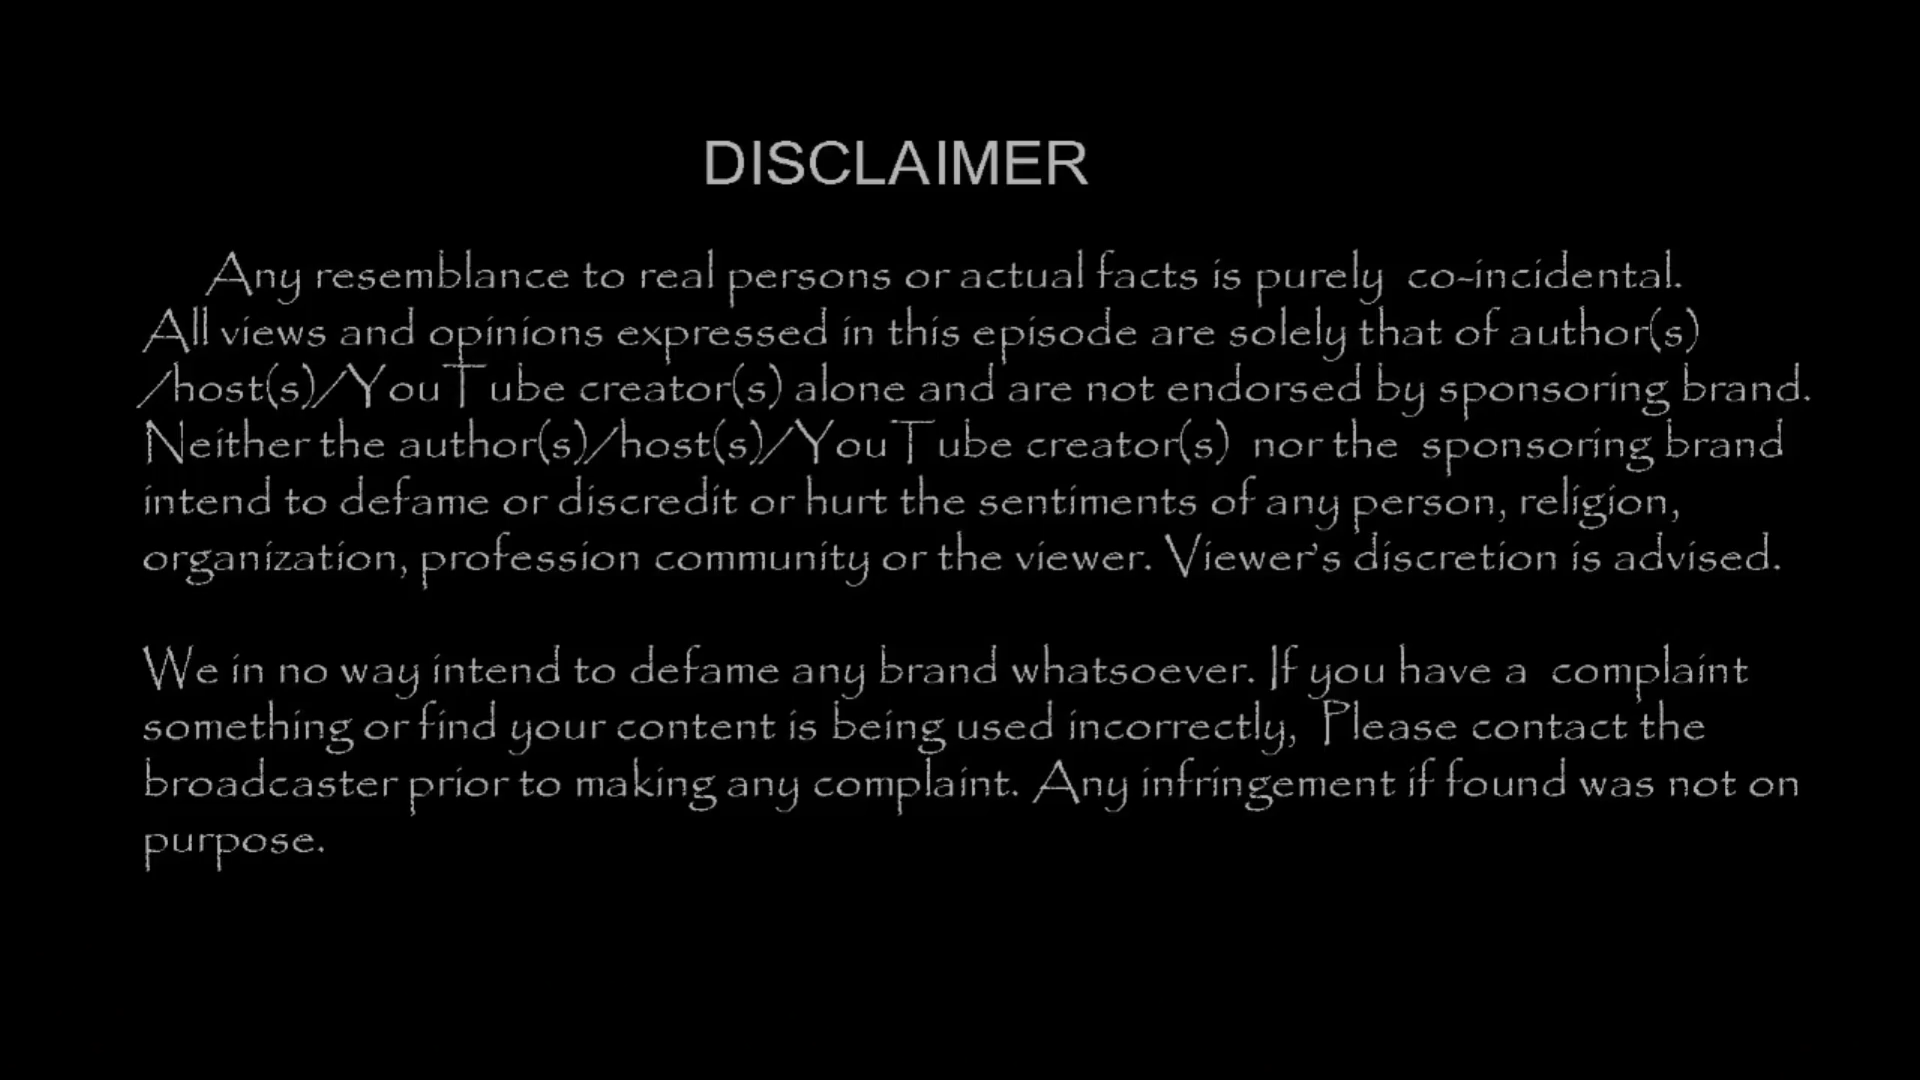 DISCLAIMER
Any resemblance to real persons or actual facts is purely co-incidental.
All views and opinions expressed in this episode are solely that of author(s)
/host(s)/YouTube creator(s) alone and are not endorsed by sponsoring brand.
Neither the author(s)/host(s)/YouTube creator(s) nor the sponsoring brand
intend to defame or discredit or hurt the sentiments of any person, religion,
organization, profession community or the viewer. Viewer's discretion is advised.
We in no way intend to defame any brand whatsoever. If you have a complaint
something or find your content is being used incorrectly, Please contact the
broadcaster prior to making any complaint. Any infringement if found was not on
purpose.